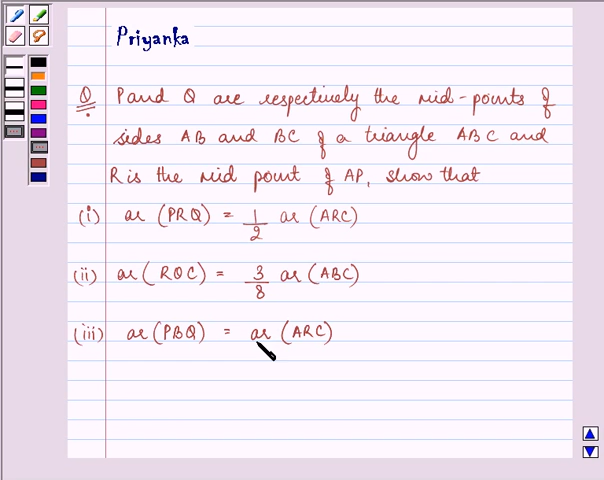 Priyanka
Q P and Q are respectively the mid-points of
sides AB and BC of a triangle ABC and
R is the mid point of AP, show that
(i) ar (PRQ) = 1/2 ar (ARC)
(ii) ar (RQC) = 3/8 ar (ABC)
(iii) ar (PBQ) = ar (ARC)